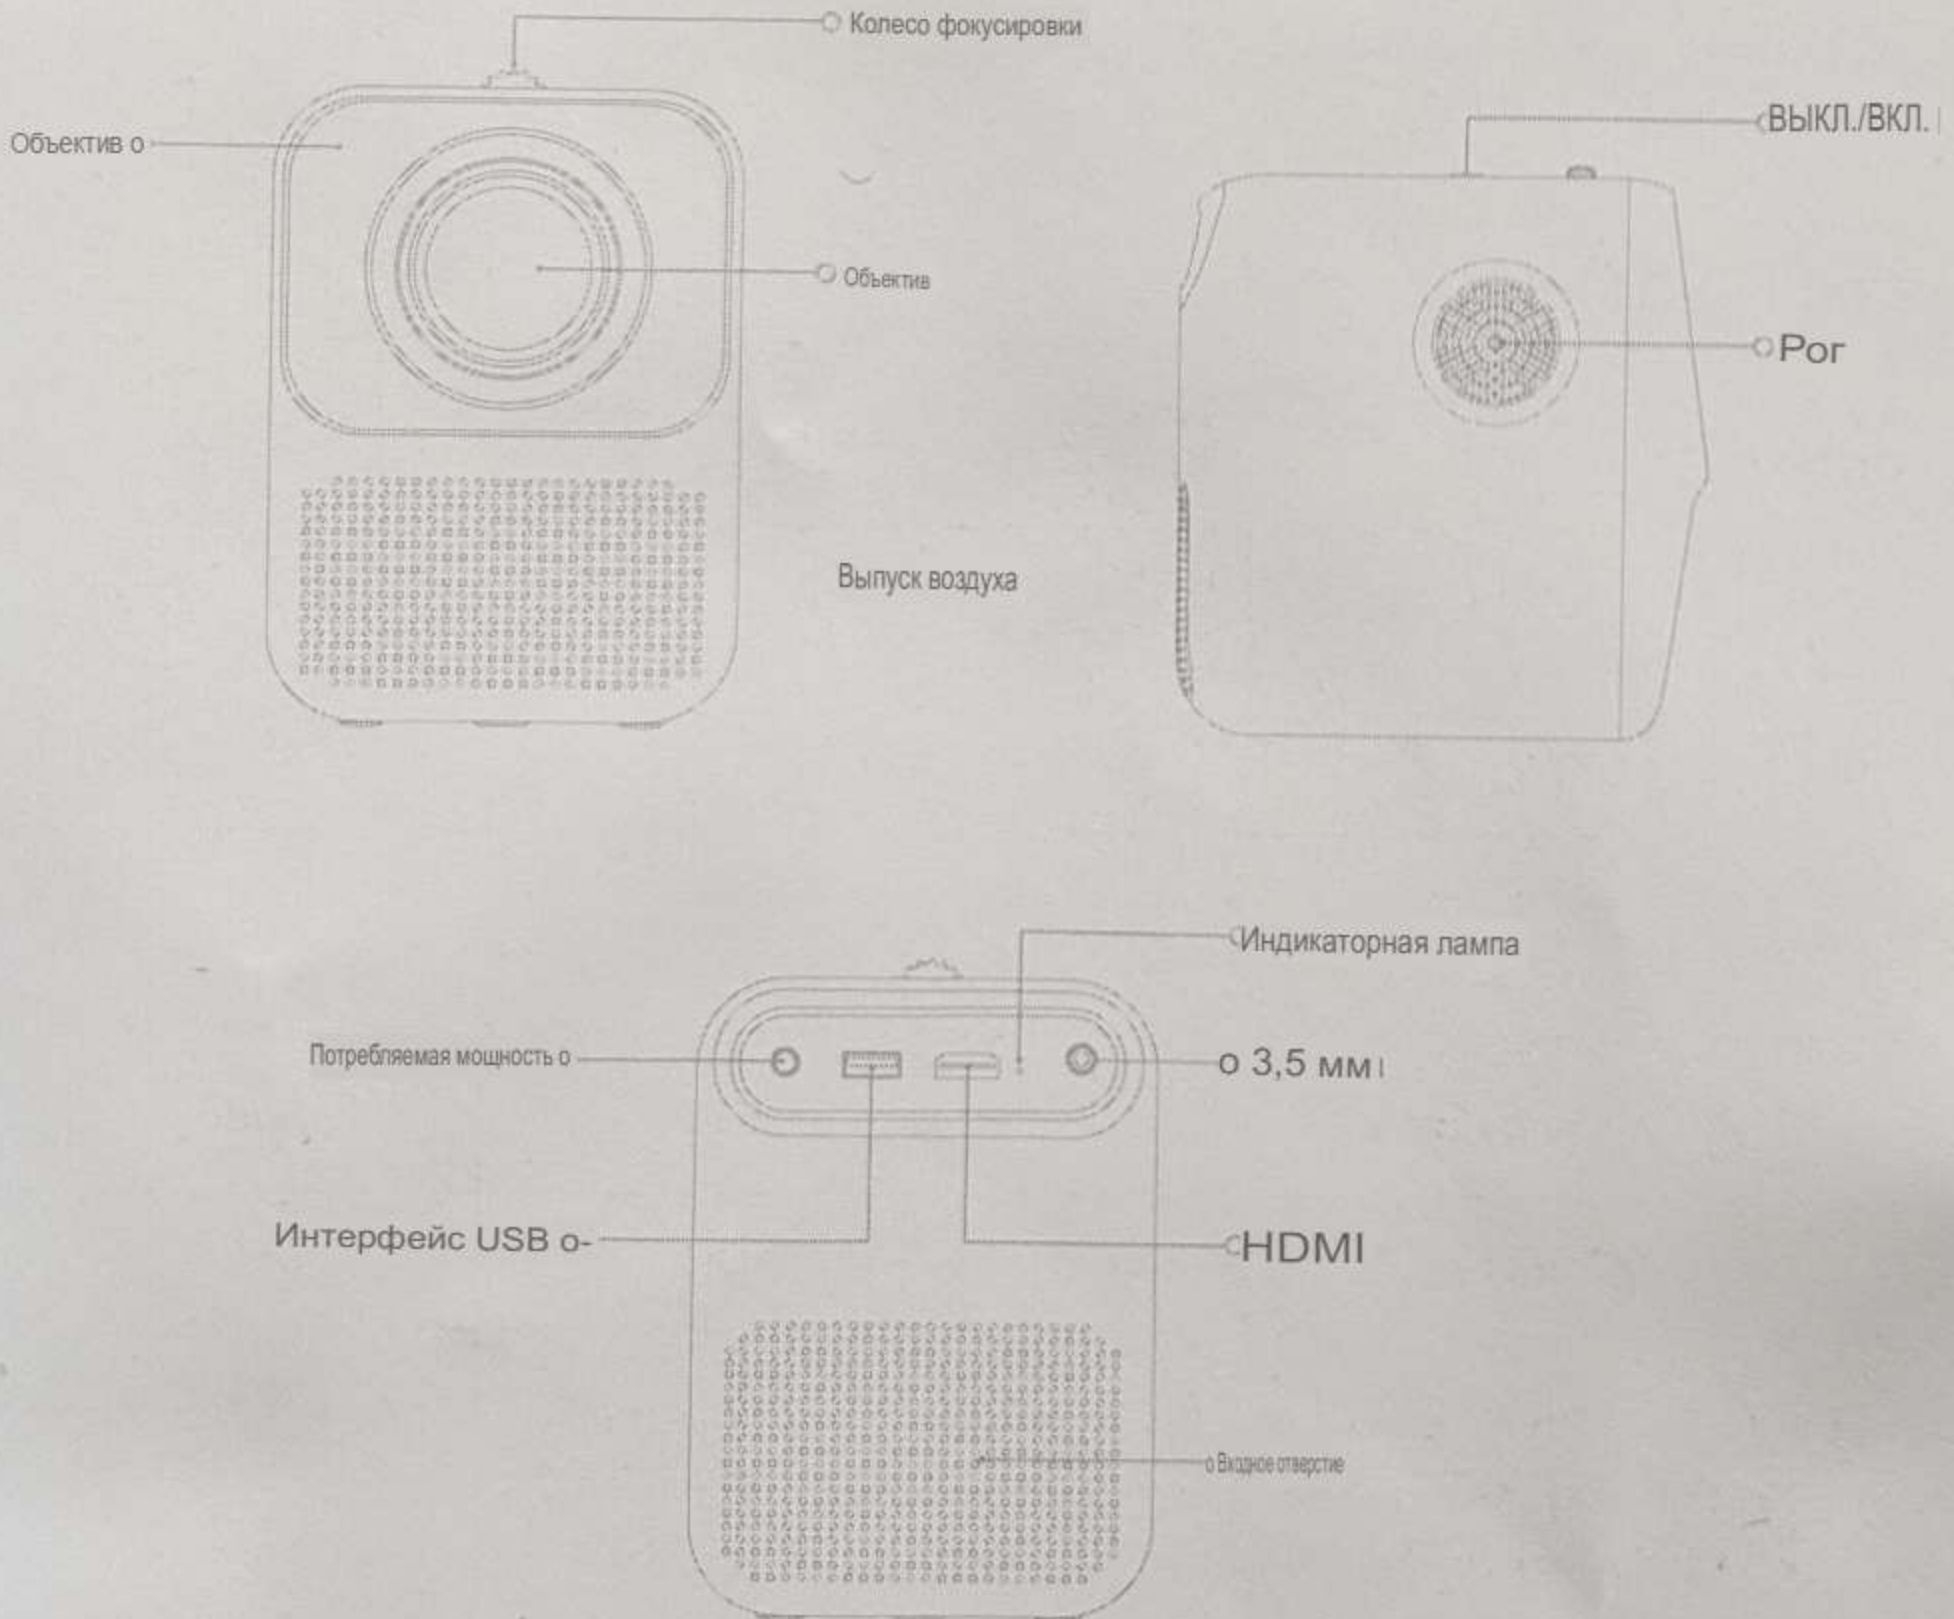 Колесо фокусировки
Объектив о
ВЫКЛ./ВКЛ.
Объектив
Рог
Выпуск воздуха
Индикаторная лампа
Потребляемая мощность о
о 3,5 мм
Интерфейс USB о-
HDMI
о Входное отверстие